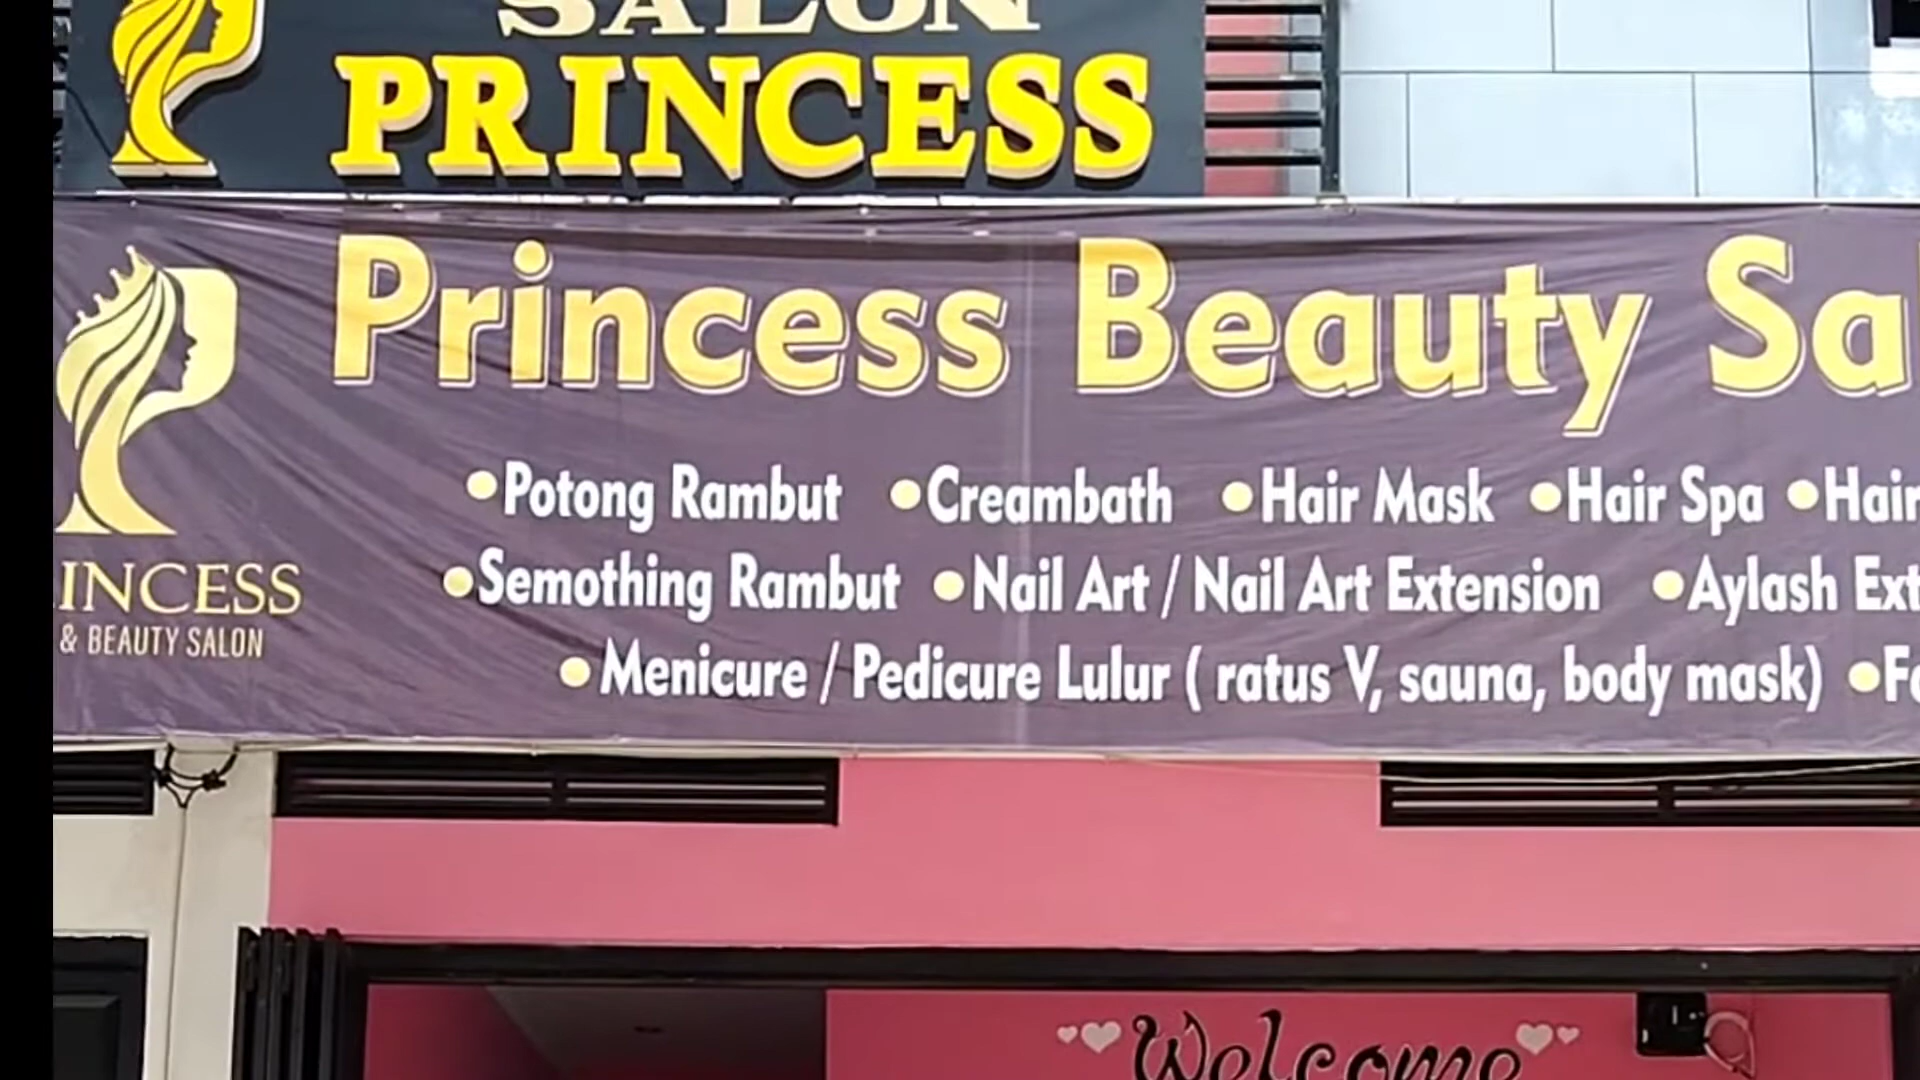 SALON
PRINCESS
Princess Beauty Sa
•Potong Rambut •Creambath •Hair Mask •Hair Spa •Hair
•Semothing Rambut •Nail Art / Nail Art Extension •Aylash Ext
•Menicure / Pedicure Lulur ( ratus V, sauna, body mask)
INCESS
& BEAUTY SALON
Welcome